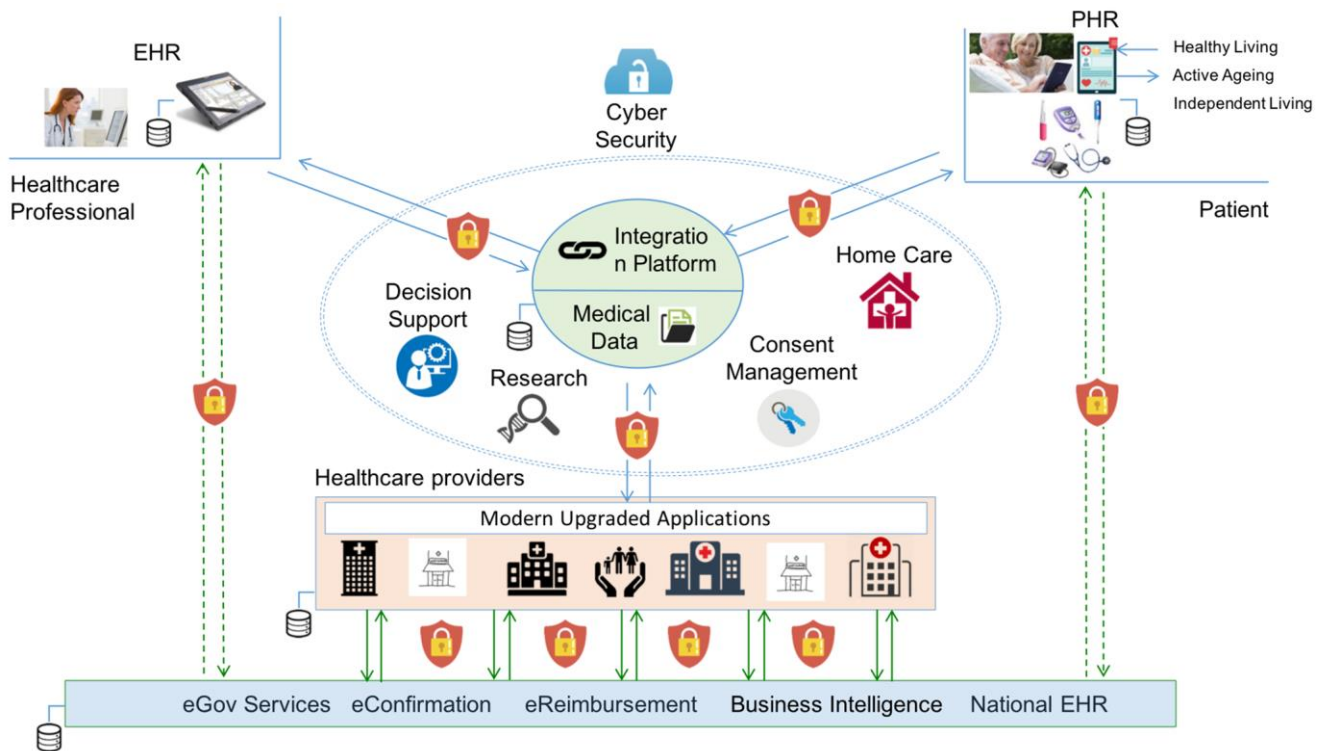 EHR
PHR
Healthy Living
Active Ageing
Independent Living
Cyber
Security
Healthcare
Professional
Patient
Integratio
n Platform
Home Care
Decision
Support
Medical
Data
Consent
Management
Research
Healthcare providers
Modern Upgraded Applications
eGov Services eConfirmation eReimbursement Business Intelligence National EHR